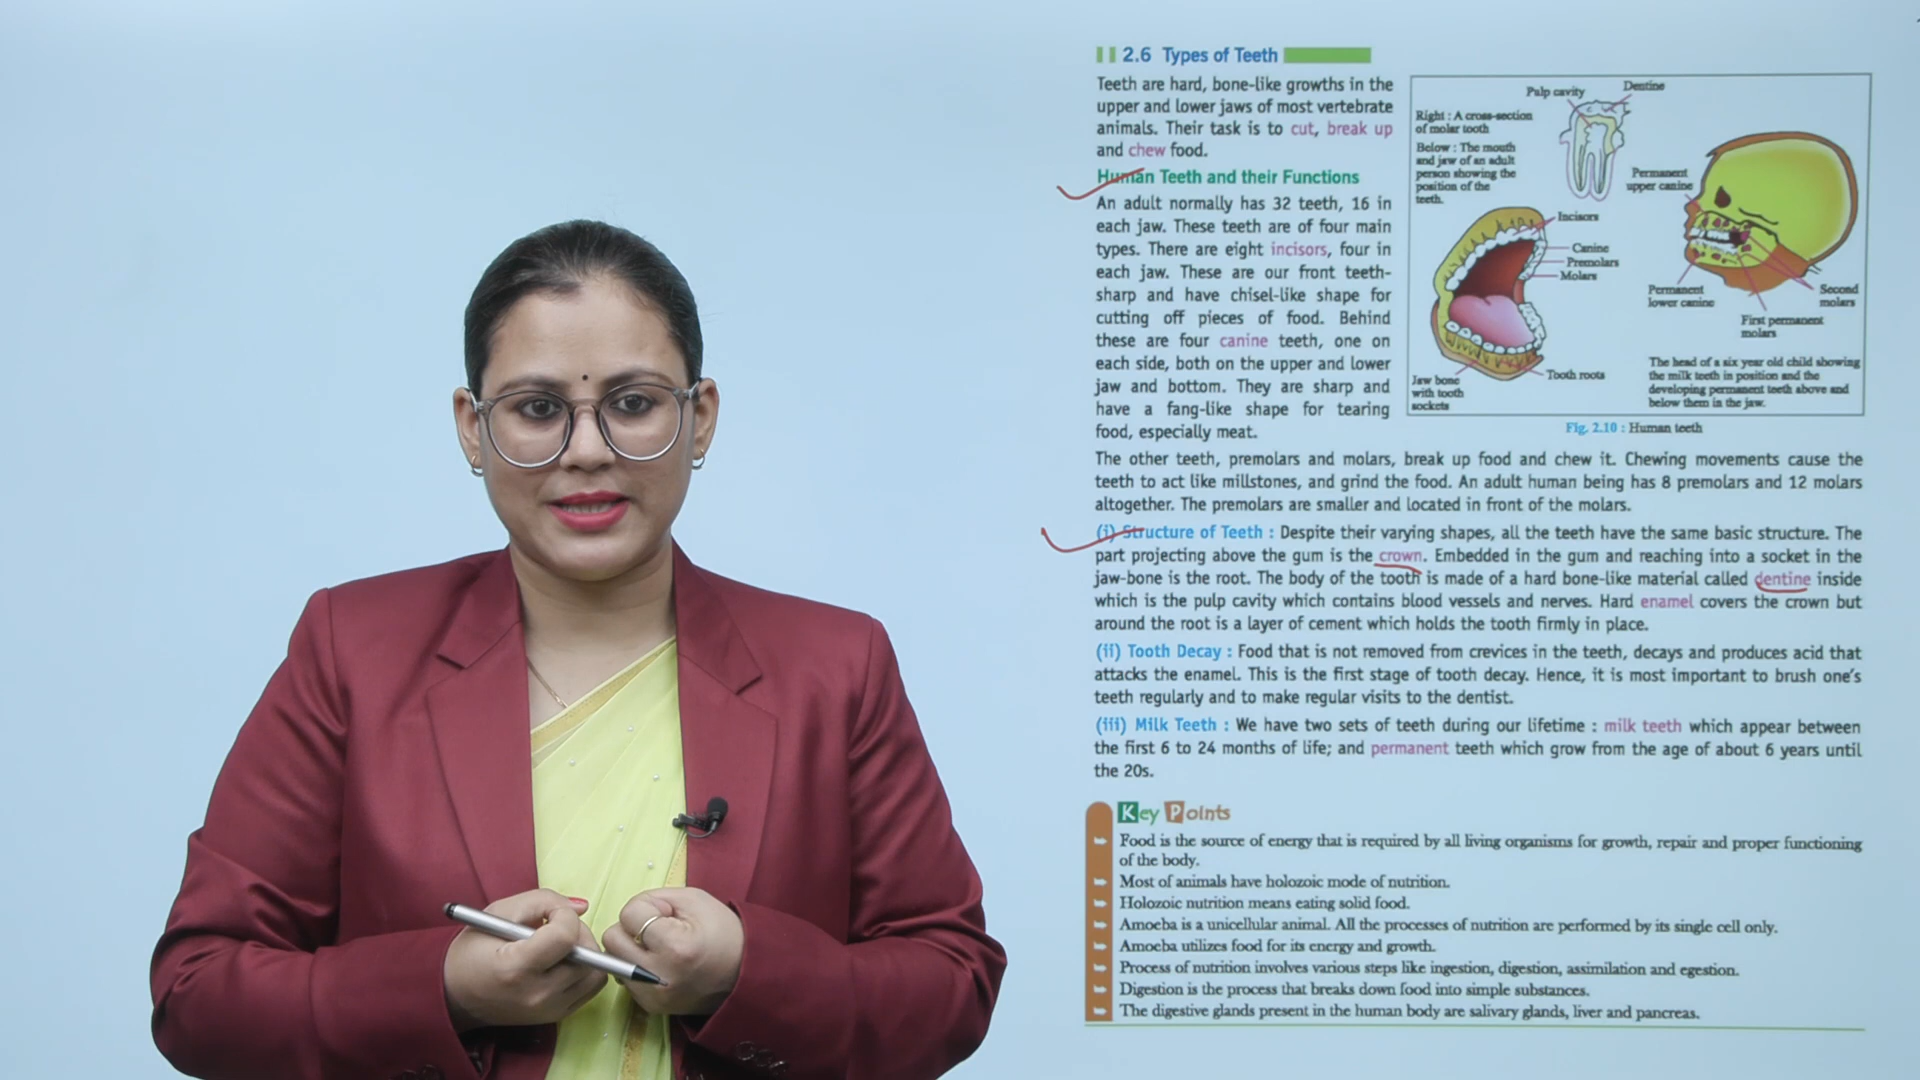 2.6 Types of Teeth
Teeth are hard, bone-like growths in the
upper and lower jaws of most vertebrate
animals. Their task is to cut, break up
and chew food.
Human Teeth and their Functions
An adult normally has 32 teeth, 16 in
each jaw. These teeth are of four main
types. There are eight incisors, four in
each jaw. These are our front teeth-
sharp and have chisel-like shape for
cutting off pieces of food. Behind
these are four canine teeth, one on
each side, both on the upper and lower
jaw and bottom. They are sharp and
have a fang-like shape for tearing
food, especially meat.
Pulp cavity
Dentine
Right : A cross-section
of molar tooth
Below : The mouth
and jaw of an adult
person showing the
position of the
teeth.
Permanent
upper canine
Incisors
Canine
Premolars
Molars
Permanent
lower canine
Second
molars
First permanent
molars
Tooth roots
Jaw bone
with tooth
sockets
The head of a six year old child showing
the milk teeth in position and the
developing permanent teeth above and
below them in the jaw.
Fig. 2.10 : Human teeth
The other teeth, premolars and molars, break up food and chew it. Chewing movements cause the
teeth to act like millstones, and grind the food. An adult human being has 8 premolars and 12 molars
altogether. The premolars are smaller and located in front of the molars.
(i) Structure of Teeth : Despite their varying shapes, all the teeth have the same basic structure. The
part projecting above the gum is the crown. Embedded in the gum and reaching into a socket in the
jaw-bone is the root. The body of the tooth is made of a hard bone-like material called dentine inside
which is the pulp cavity which contains blood vessels and nerves. Hard enamel covers the crown but
around the root is a layer of cement which holds the tooth firmly in place.
(ii) Tooth Decay : Food that is not removed from crevices in the teeth, decays and produces acid that
attacks the enamel. This is the first stage of tooth decay. Hence, it is most important to brush one's
teeth regularly and to make regular visits to the dentist.
(iii) Milk Teeth : We have two sets of teeth during our lifetime : milk teeth which appear between
the first 6 to 24 months of life; and permanent teeth which grow from the age of about 6 years until
the 20s.
Key Points
Food is the source of energy that is required by all living organisms for growth, repair and proper functioning
of the body.
Most of animals have holozoic mode of nutrition.
Holozoic nutrition means eating solid food.
Amoeba is a unicellular animal. All the processes of nutrition are performed by its single cell only.
Amoeba utilizes food for its energy and growth.
Process of nutrition involves various steps like ingestion, digestion, assimilation and egestion.
Digestion is the process that breaks down food into simple substances.
The digestive glands present in the human body are salivary glands, liver and pancreas.